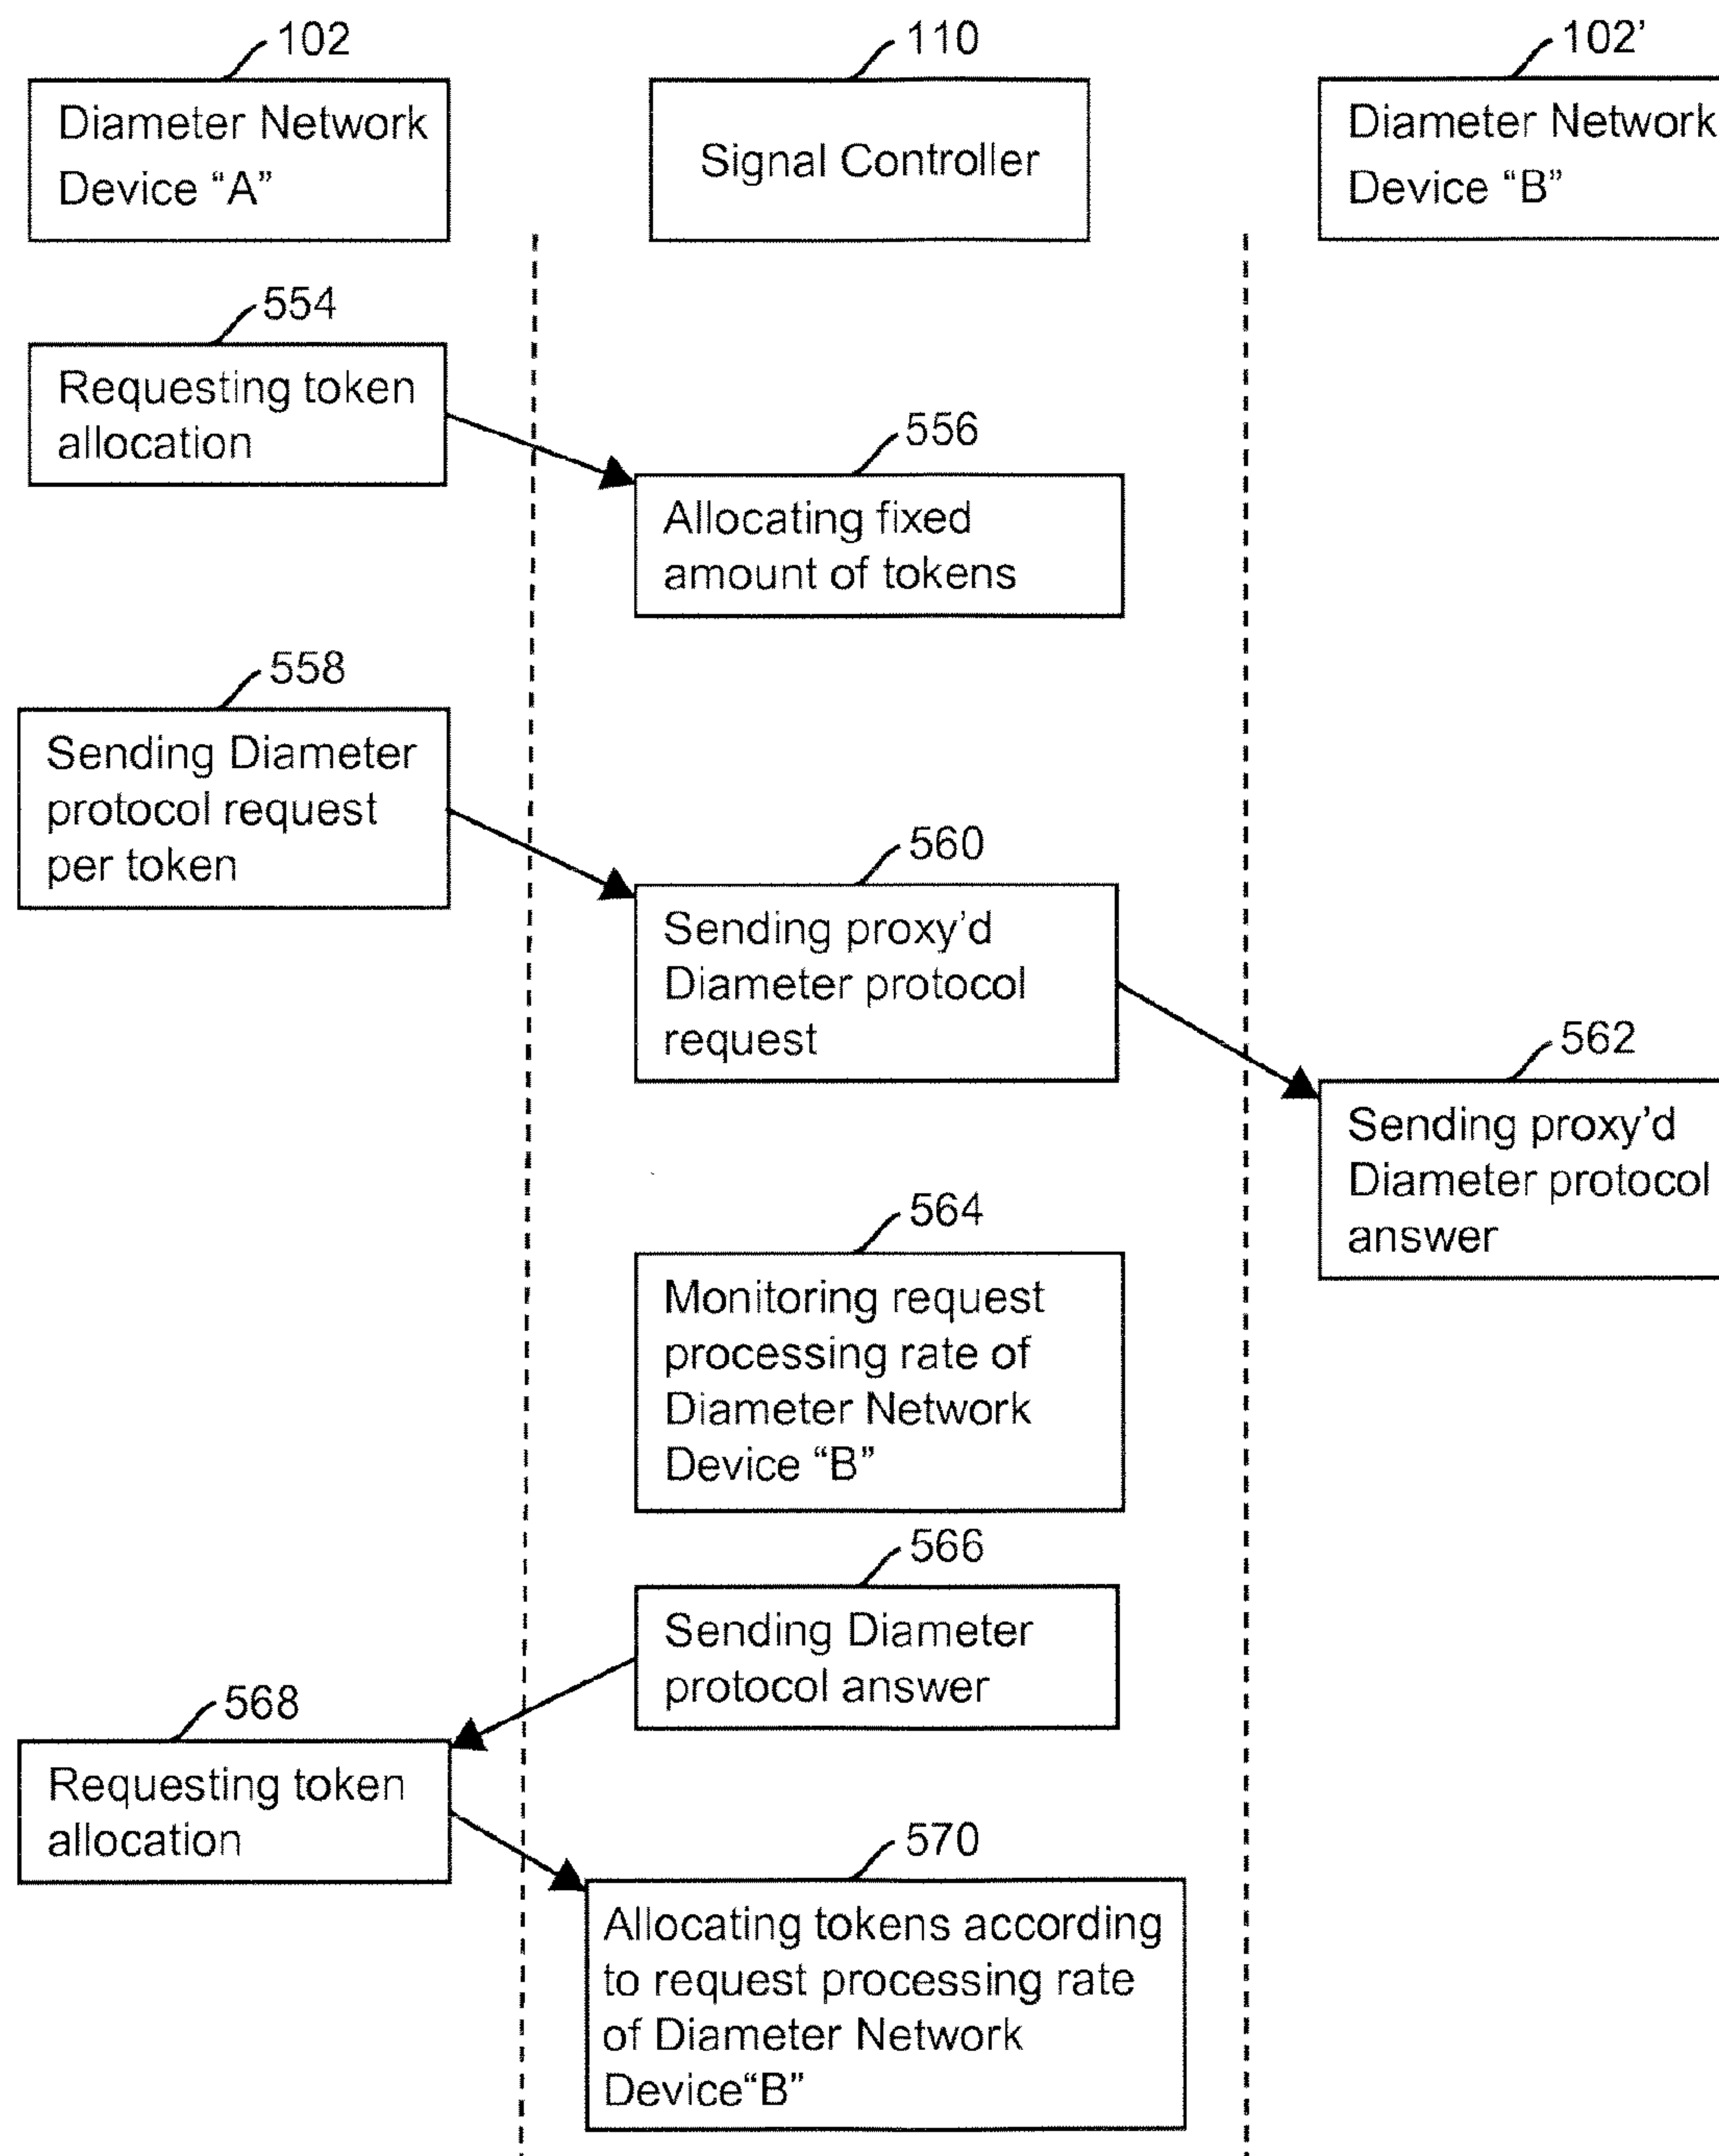 102
110
102'
Diameter Network
Device “A”
Signal Controller
Diameter Network
Device “B”
554
Requesting token
allocation
556
Allocating fixed
amount of tokens
558
Sending Diameter
protocol request
per token
560
Sending proxy'd
Diameter protocol
request
562
Sending proxy'd
Diameter protocol
answer
564
Monitoring request
processing rate of
Diameter Network
Device “B”
566
Sending Diameter
protocol answer
568
Requesting token
allocation
570
Allocating tokens according
to request processing rate
of Diameter Network
Device“B”